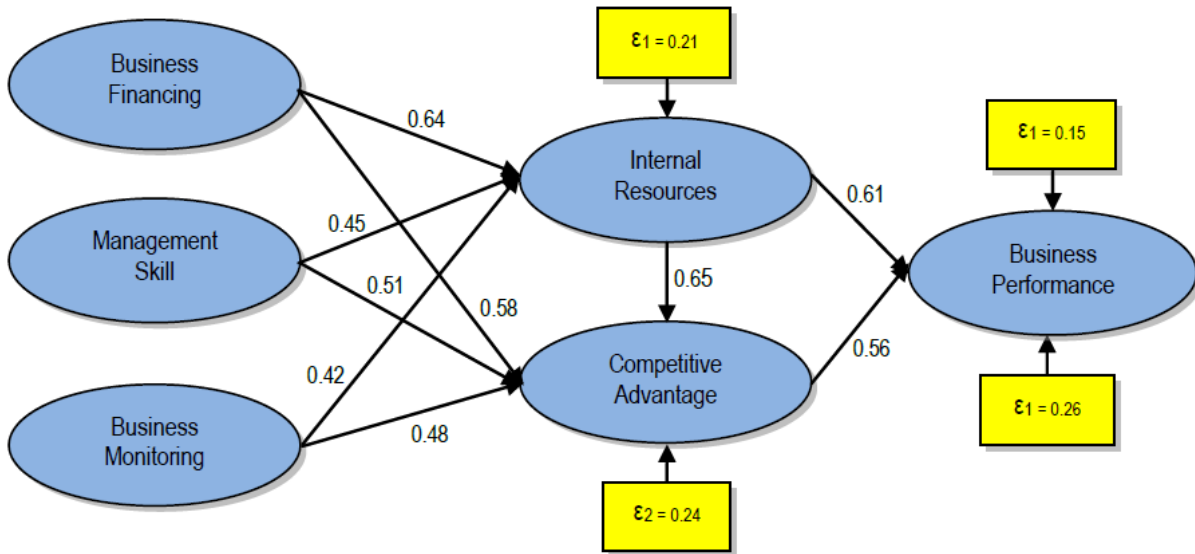 Business
Financing
Management
Skill
Business
Monitoring
0.64
0.45
0.51
0.58
0.42
0.48
ε1 = 0.21
Internal
Resources
0.65
Competitive
Advantage
ε2 = 0.24
0.61
0.56
ε1 = 0.15
Business
Performance
ε1 = 0.26